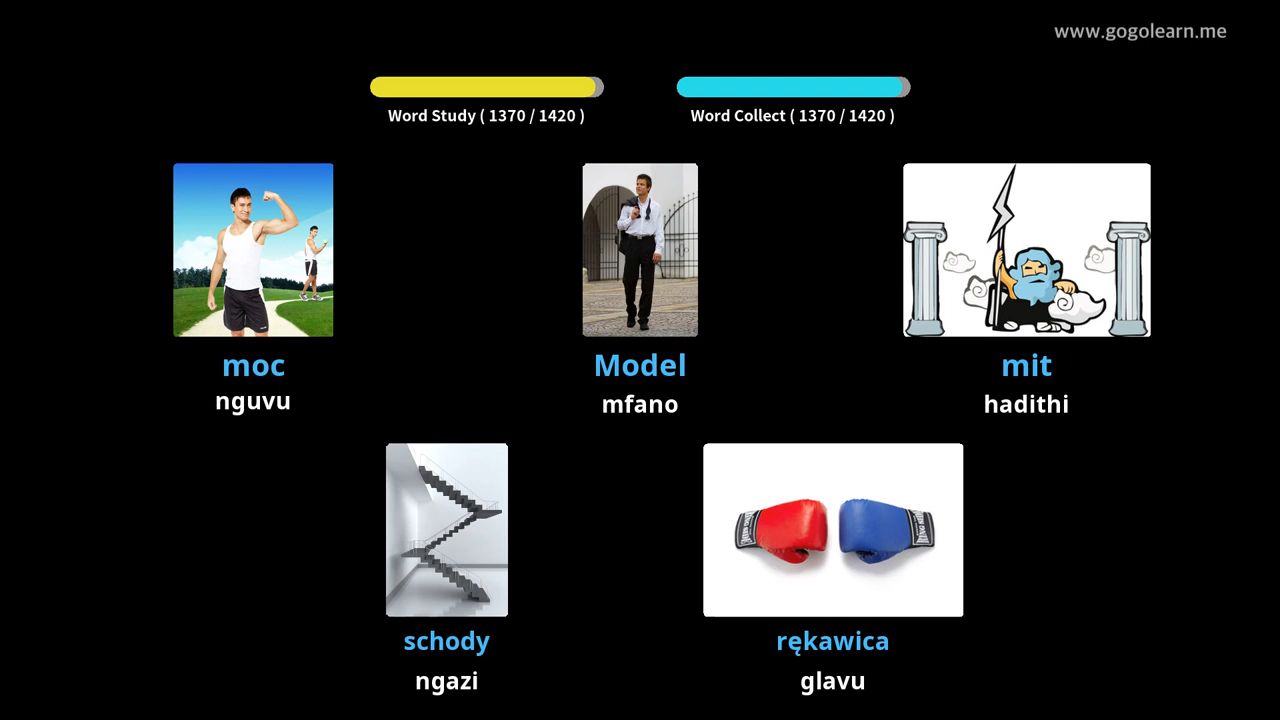 www.gogolearn.me
Word Study ( 1370 / 1420 )
Word Collect ( 1370 / 1420 )
moc
nguvu
Model
mfano
mit
hadithi
schody
ngazi
rękawica
glavu